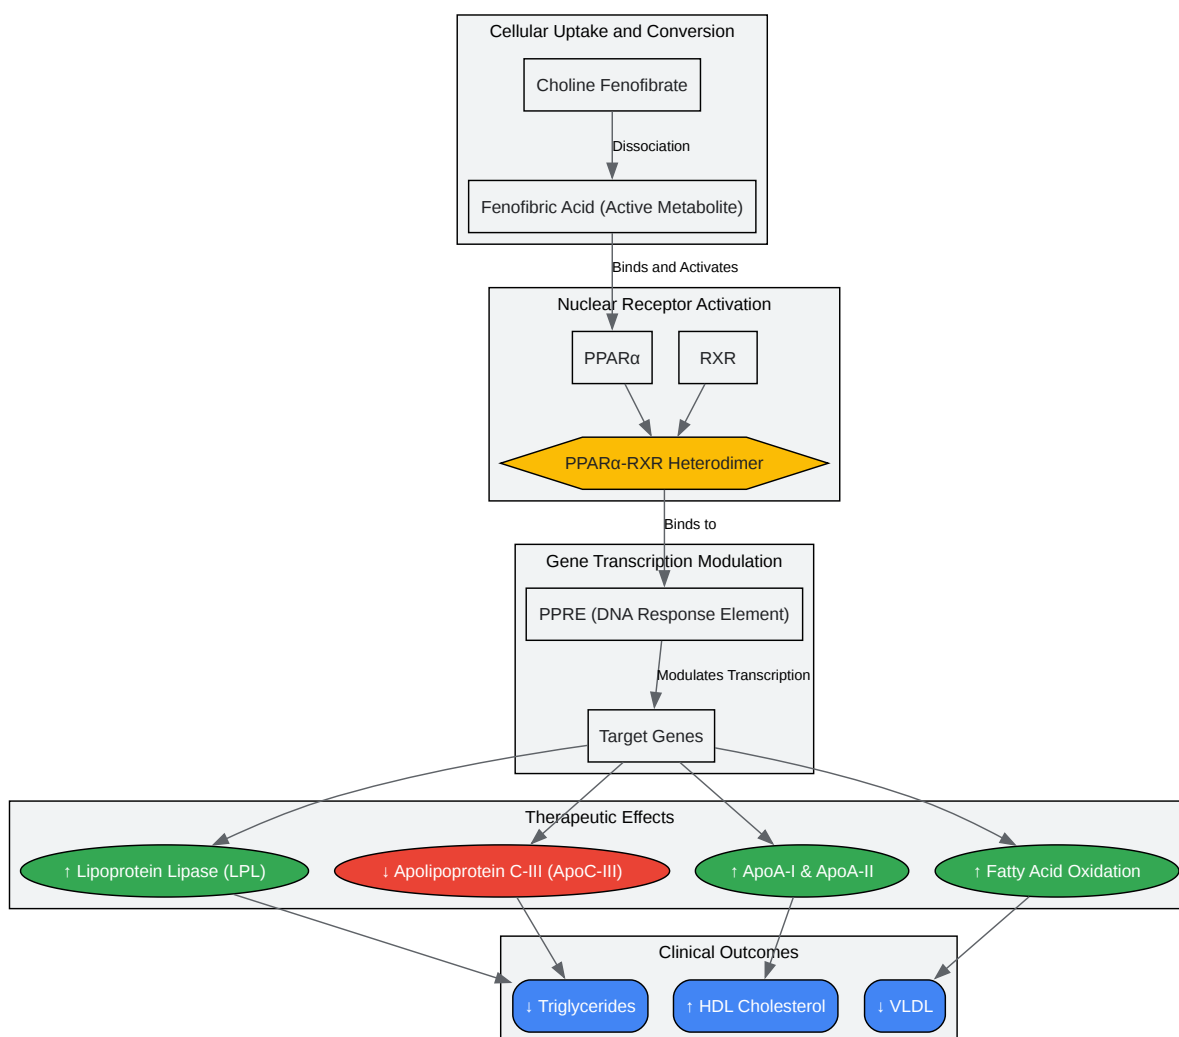 Cellular Uptake and Conversion
Choline Fenofibrate
Dissociation
Fenofibric Acid (Active Metabolite)
Binds and Activates
Nuclear Receptor Activation
PPARα
RXR
PPARα-RXR Heterodimer
Binds to
Gene Transcription Modulation
PPRE (DNA Response Element)
Modulates Transcription
Target Genes
Therapeutic Effects
↑ Lipoprotein Lipase (LPL)
↓ Apolipoprotein C-III (ApoC-III)
↑ ApoA-I & ApoA-II
↑ Fatty Acid Oxidation
Clinical Outcomes
↓ Triglycerides
↑ HDL Cholesterol
↓ VLDL